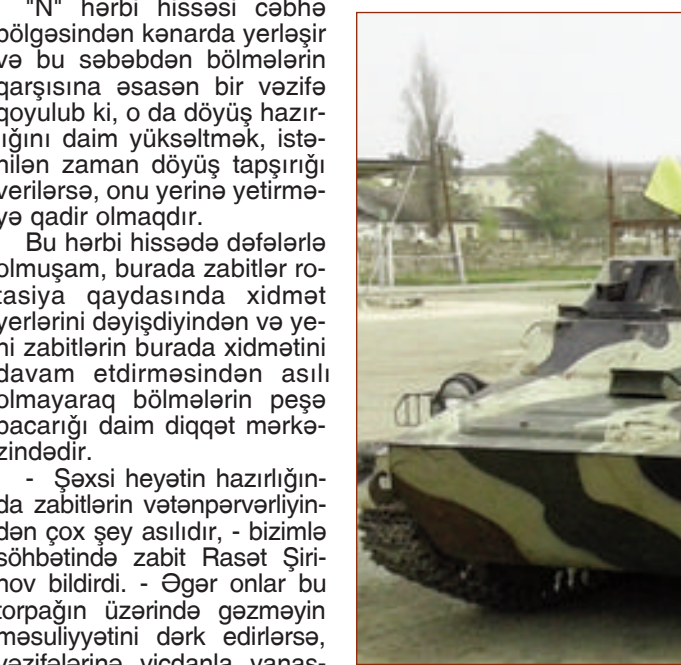 "N" hərbi hissəsi cəbhə
bölgəsindən kənarda yerləşir
və bu səbəbdən bölmələrin
qarşısına əsasən bir vəzifə
qoyulub ki, o da döyüş hazır-
lığını daim yüksəltmək, istə-
nilən zaman döyüş tapşırığı
verilərsə, onu yerinə yetirmə-
yə qadir olmaqdır.
Bu hərbi hissədə dəfələrlə
olmuşam, burada zabitlər ro-
tasiya qaydasında xidmət
yerlərini dəyişdiyindən və ye-
ni zabitlərin burada xidmətini
davam etdirməsindən asılı
olmayaraq bölmələrin peşə
bacarığı daim diqqət mərkə-
zindədir.
- Şəxsi heyətin hazırlığın-
da zabitlərin vətənpərvərliyin-
dən çox şey asılıdır, - bizimlə
söhbətində zabit Rasət Şiri-
nov bildirdi. - Əgər onlar bu
torpağın üzərində gəzməyin
məsuliyyətini dərk edirlərsə,
vəzifələrinə vicdanla yanaş-